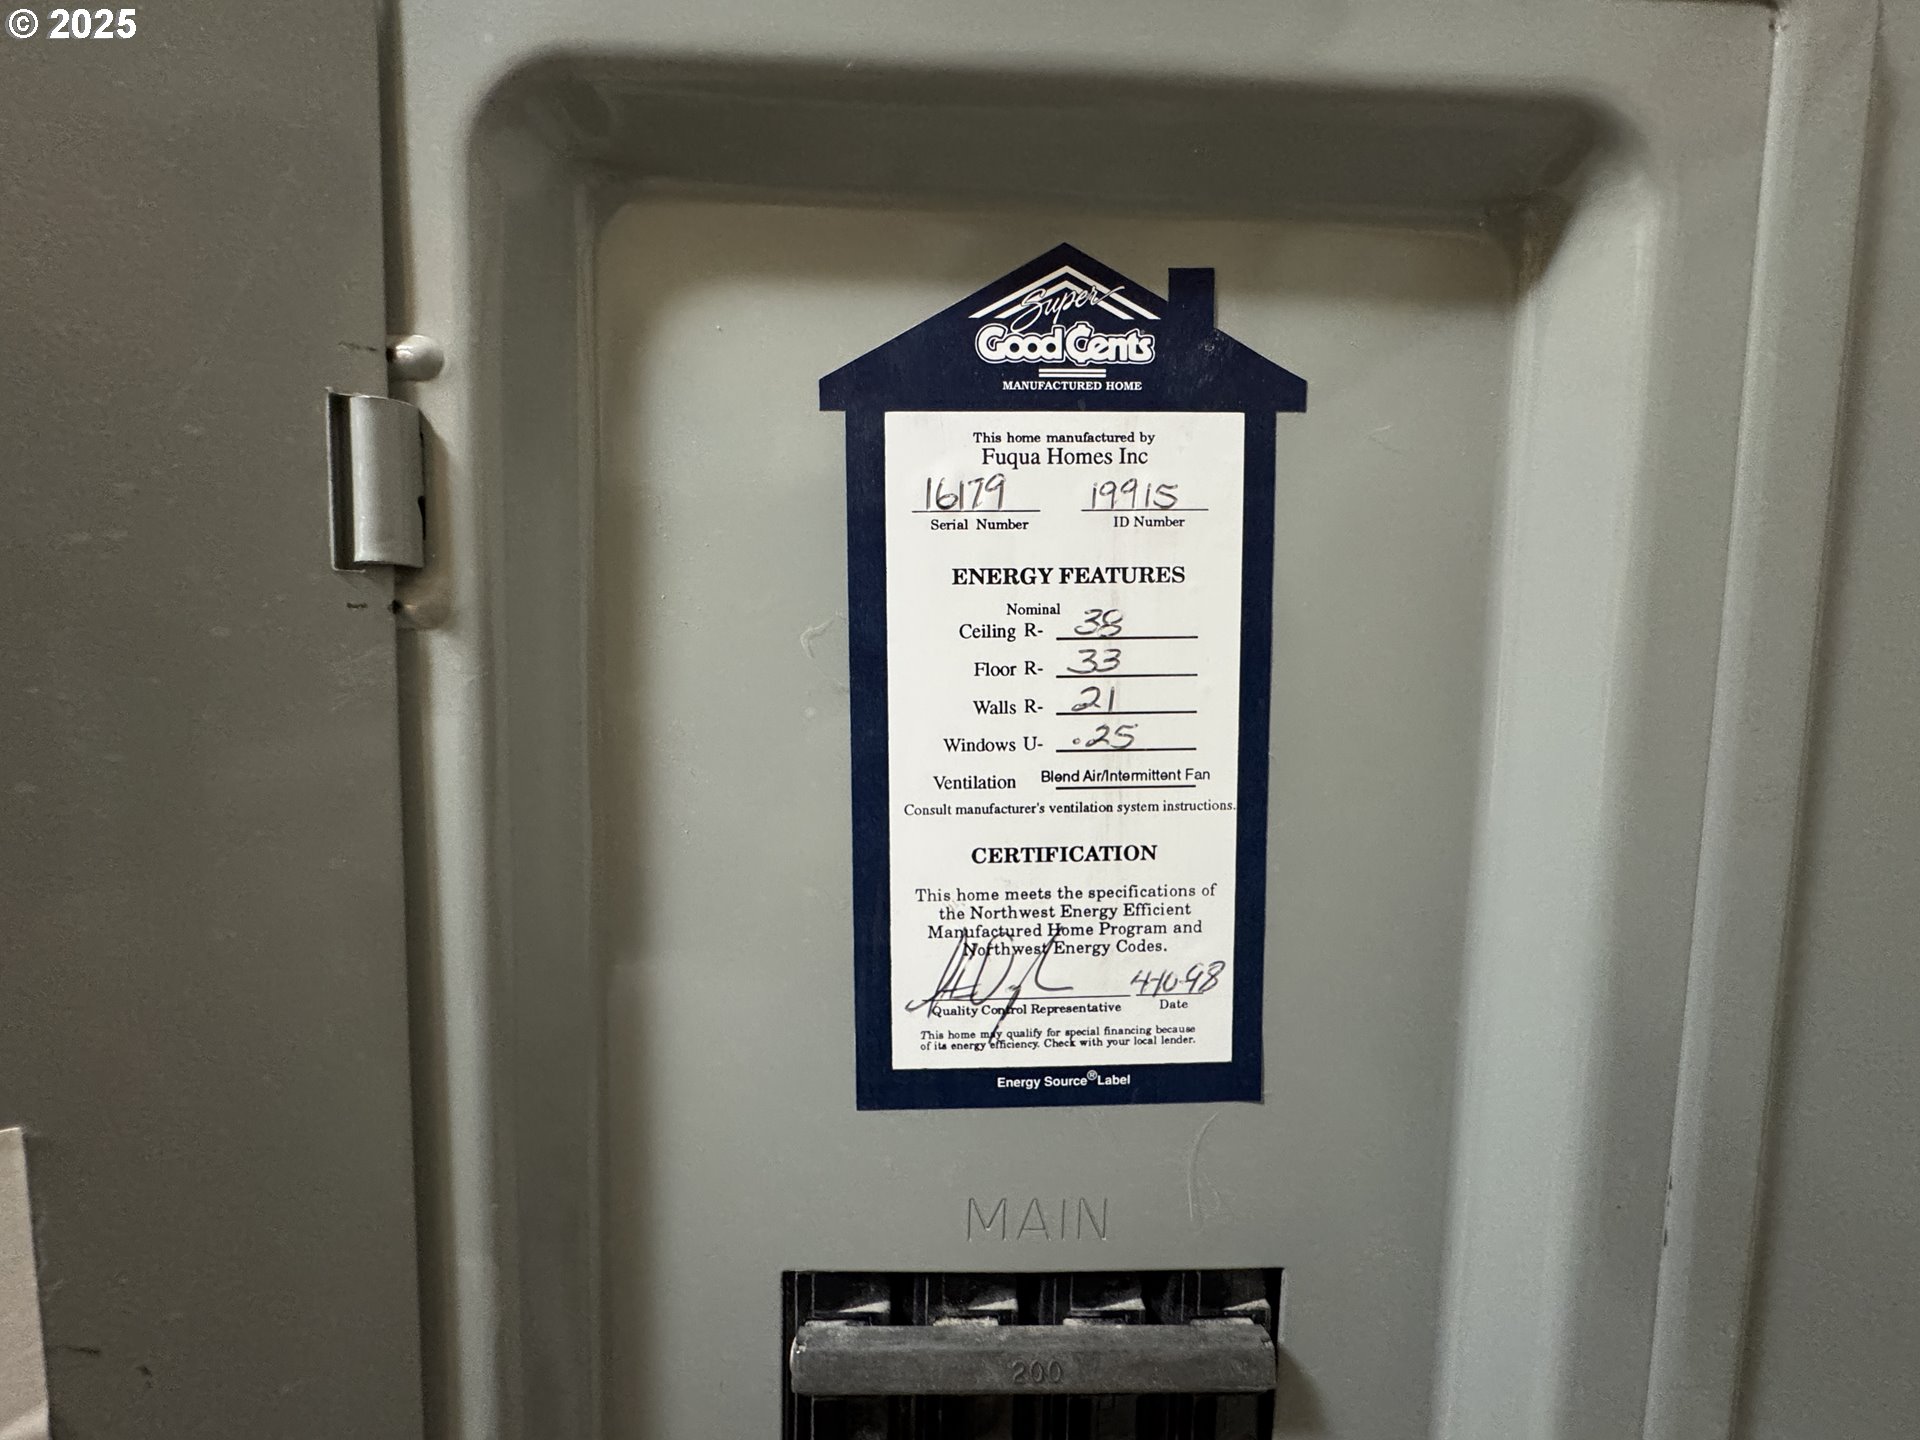 © 2025
Super
Good Cents
MANUFACTURED HOME
This home manufactured by
Fuqua Homes Inc
16179 19915
Serial Number ID Number
ENERGY FEATURES
Nominal
Ceiling R- 38
Floor R- 33
Walls R- 21
Windows U- .25
Ventilation Blend Air/Intermittent Fan
Consult manufacturer's ventilation system instructions.
CERTIFICATION
This home meets the specifications of
the Northwest Energy Efficient
Manufactured Home Program and
Northwest Energy Codes.
4-10-98
Quality Control Representative Date
This home may qualify for special financing because
of its energy efficiency. Check with your local lender.
Energy Source® Label
MAIN
200